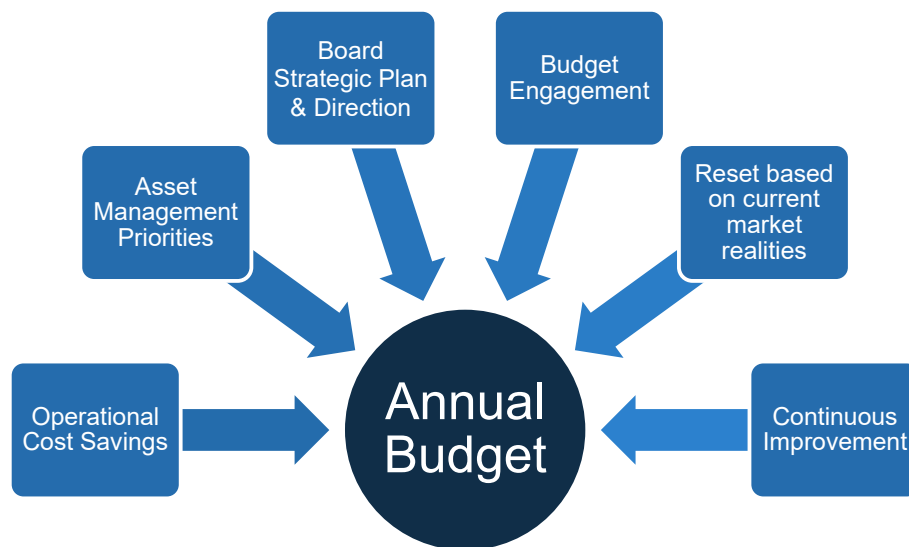 Board
Strategic Plan
& Direction
Budget
Engagement
Asset
Management
Priorities
Reset based
on current
market
realities
Operational
Cost Savings
Annual
Budget
Continuous
Improvement